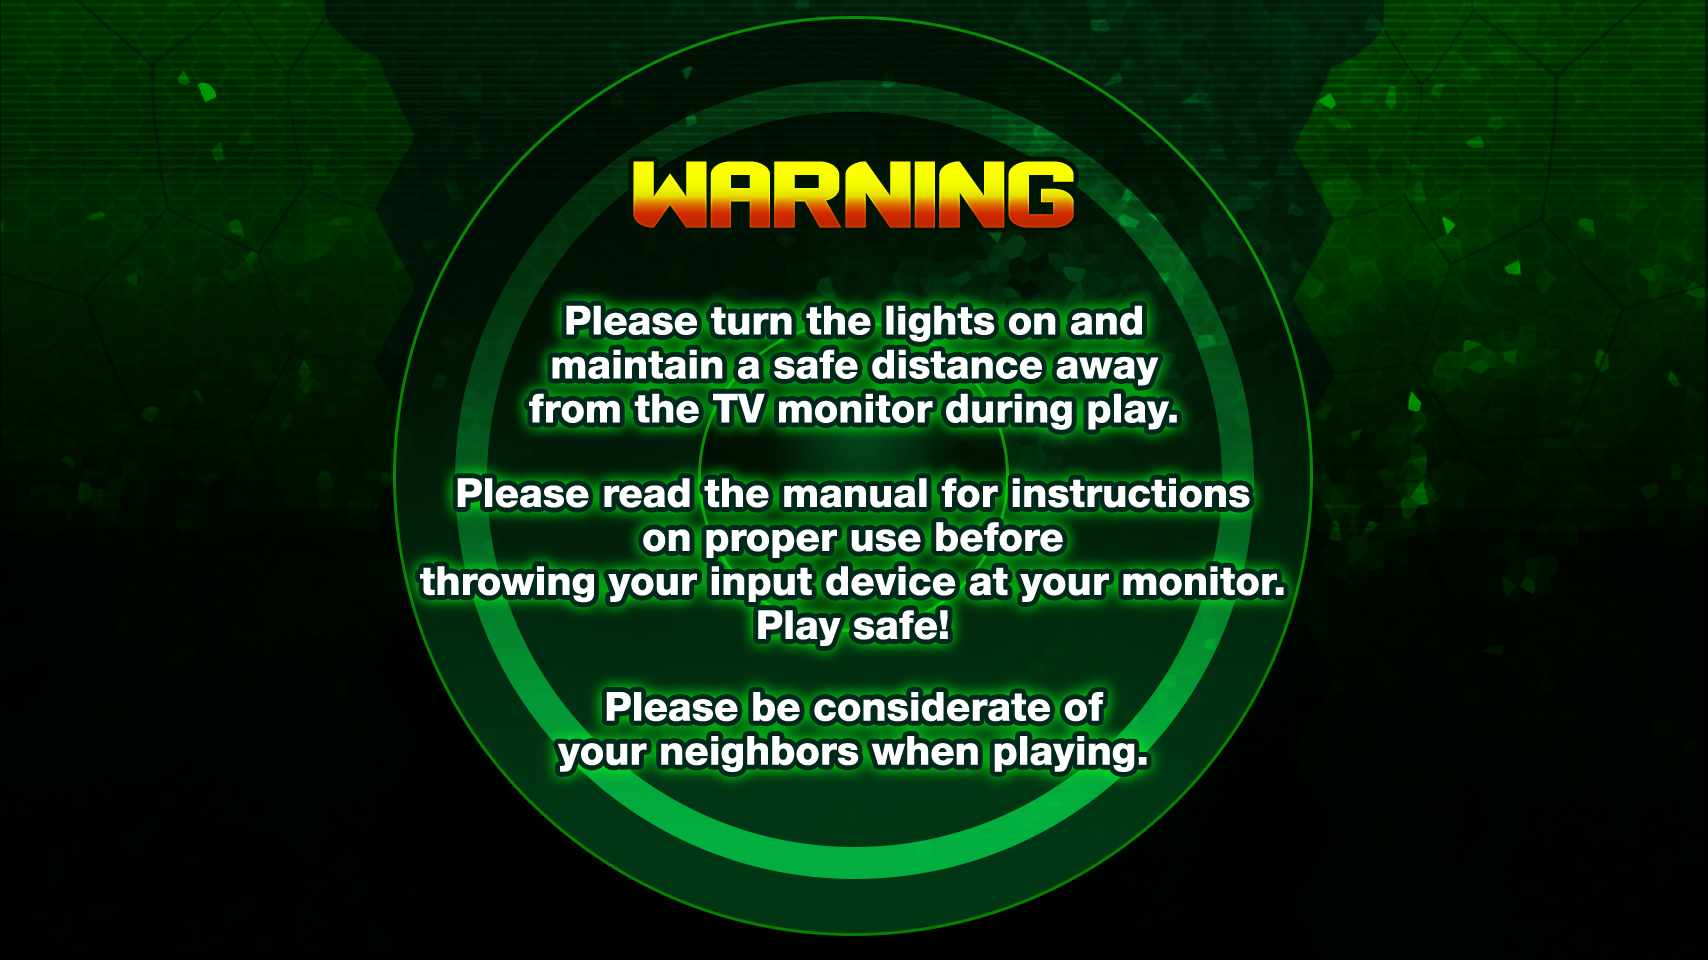 WARNING
Please turn the lights on and
maintain a safe distance away
from the TV monitor during play.
Please read the manual for instructions
on proper use before
throwing your input device at your monitor.
Play safe!
Please be considerate of
your neighbors when playing.